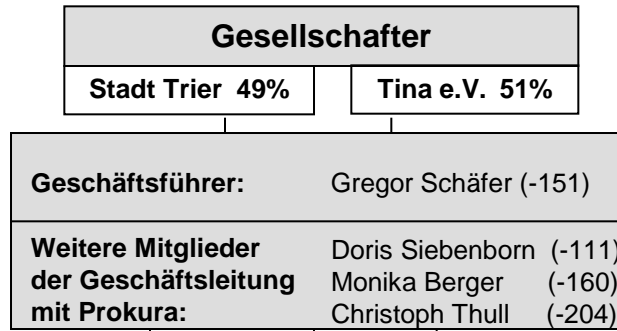 Gesellschafter
Stadt Trier 49% Tina e.V. 51%
Geschäftsführer: Gregor Schäfer (-151)
Weitere Mitglieder Doris Siebenborn (-111)
der Geschäftsleitung Monika Berger (-160)
mit Prokura: Christoph Thull (-204)